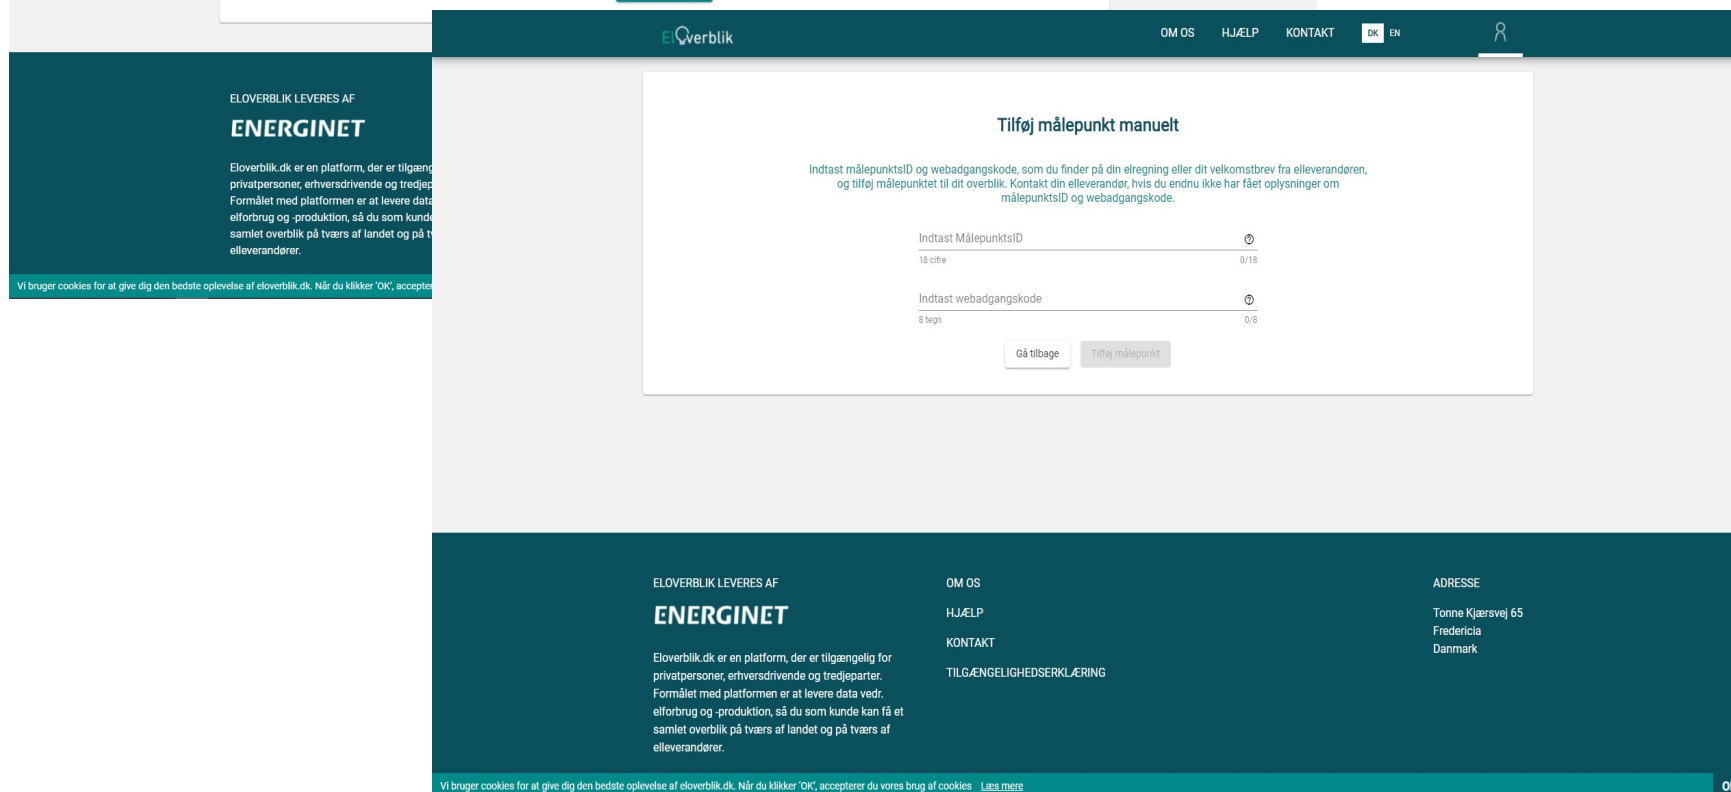 ELOVERBLIK LEVERES AF
ENERGINET
Eloverblik.dk er en platform, der er
privatpersoner, erhversdrivende og
Formålet med platformen er at levere
elforbrug og -produktion, så du som kunde
samlet overblik på tværs af landet og på
elleverandører.
Vi bruger cookies for at give dig den bedste oplevelse af eloverblik.dk. Når du klikker 'OK',
ElOverblik
OM OS HJÆLP KONTAKT DK EN
Tilføj målepunkt manuelt
Indtast målepunktsID og webadgangskode, som du finder på din elregning eller dit velkomstbrev fra elleverandøren,
og tilføj målepunktet til dit overblik. Kontakt din elleverandør, hvis du endnu ikke har fået oplysninger om
målepunktsID og webadgangskode.
Indtast MålepunktsID
18 cifre 0/18
Indtast webadgangskode
8 tegn 0/8
Gå tilbage Tilføj målepunkt
ELOVERBLIK LEVERES AF
ENERGINET
Eloverblik.dk er en platform, der er tilgængelig for
privatpersoner, erhversdrivende og tredjeparter.
Formålet med platformen er at levere data vedr.
elforbrug og -produktion, så du som kunde kan få et
samlet overblik på tværs af landet og på tværs af
elleverandører.
OM OS
HJÆLP
KONTAKT
TILGÆNGELIGHEDSERKLÆRING
ADRESSE
Tonne Kjærsvej 65
Fredericia
Danmark
Vi bruger cookies for at give dig den bedste oplevelse af eloverblik.dk. Når du klikker 'OK', accepterer du vores brug af cookies Læs mere